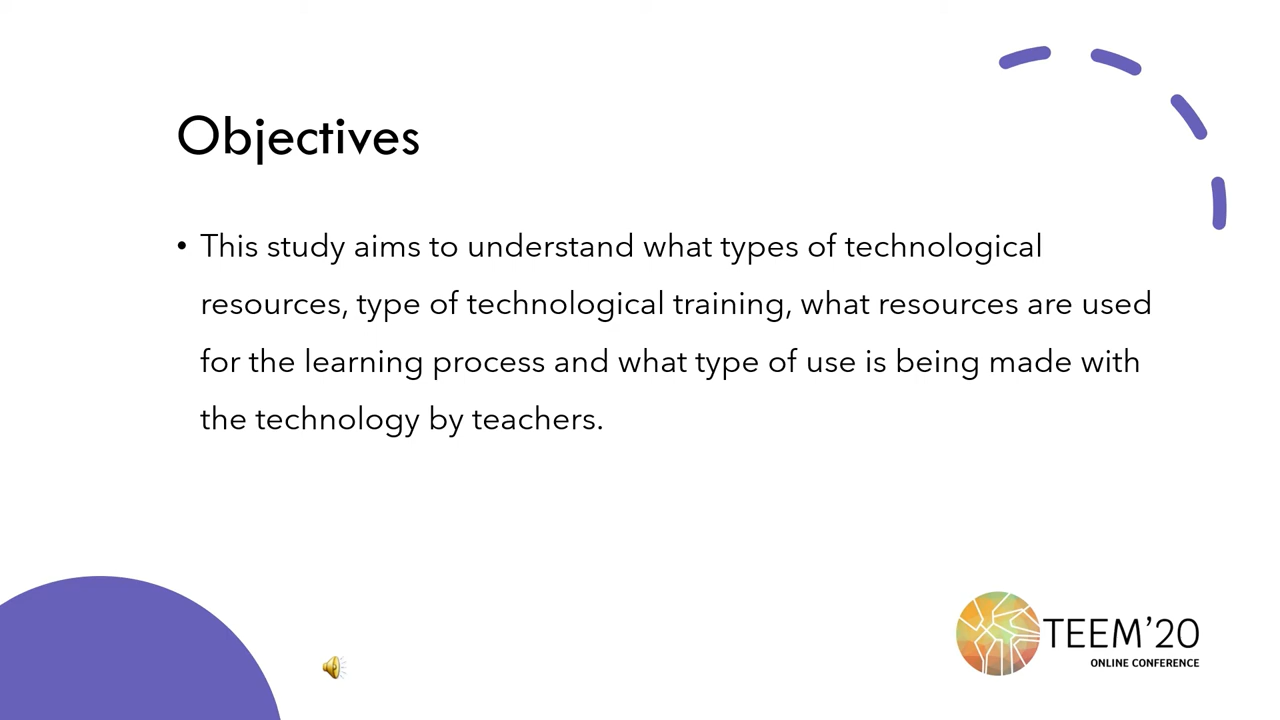 Objectives
• This study aims to understand what types of technological
resources, type of technological training, what resources are used
for the learning process and what type of use is being made with
the technology by teachers.
TEEM'20
ONLINE CONFERENCE